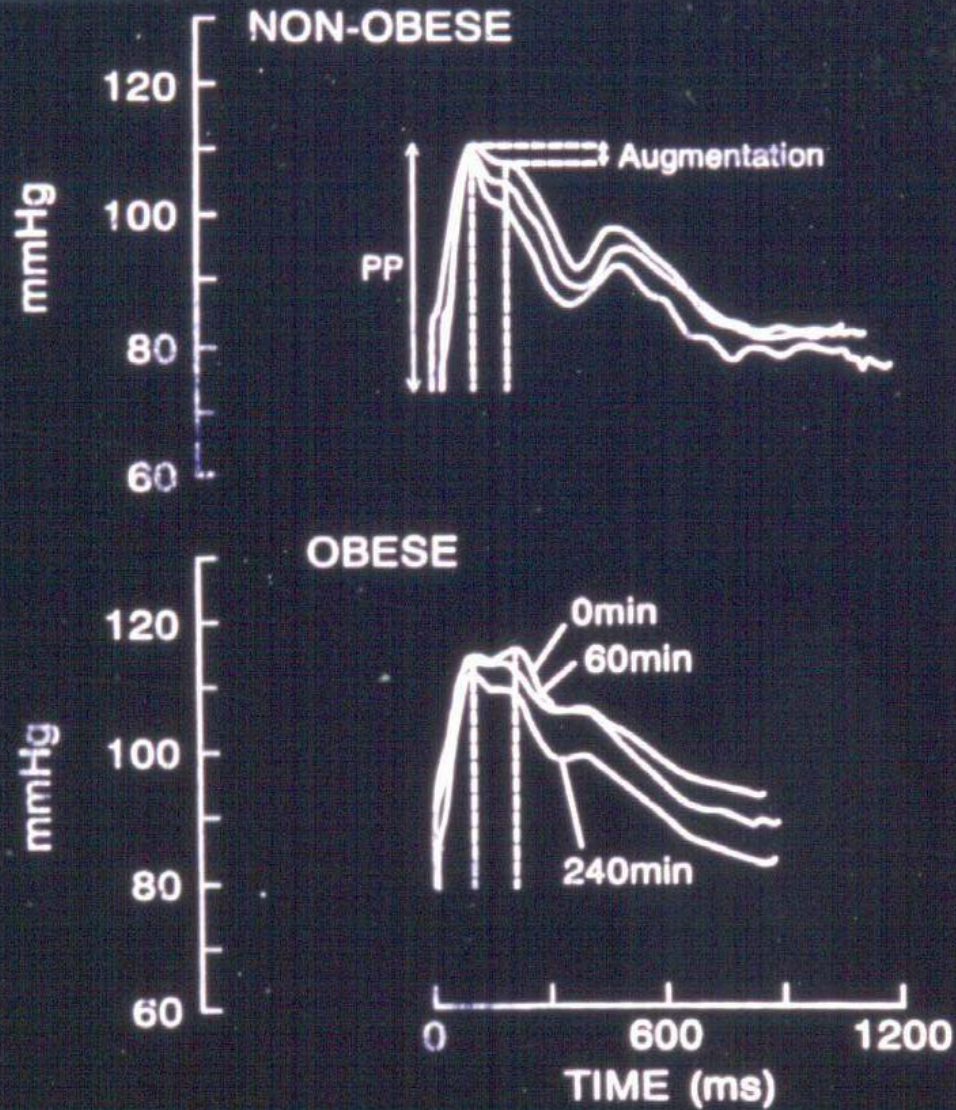 NON-OBESE
120
100
80
60
mmHg
PP
Augmentation
OBESE
120
100
80
60
mmHg
0min
60min
240min
0
600
1200
TIME (ms)